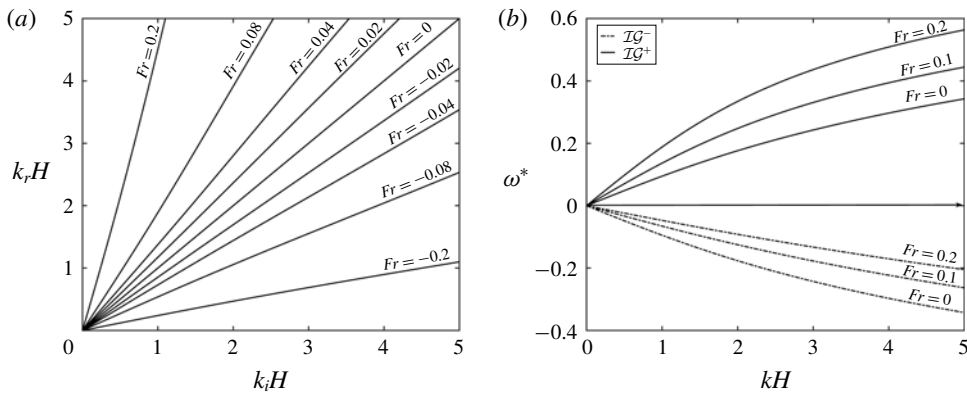 (a)
5
4
3
2
1
0
1
2
3
4
5
k_rH
k_iH
Fr = 0.2
Fr = 0.08
Fr = 0.04
Fr = 0.02
Fr = 0
Fr = −0.02
Fr = −0.04
Fr = −0.08
Fr = −0.2
(b)
0.6
0.4
0.2
0
−0.2
−0.4
0
1
2
3
4
5
ω*
kH
IG−
IG+
Fr = 0.2
Fr = 0.1
Fr = 0
Fr = 0.2
Fr = 0.1
Fr = 0